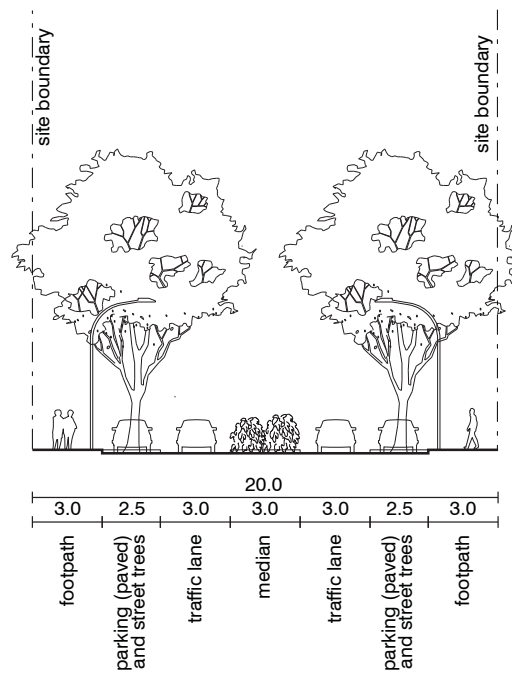 site boundary
site boundary
20.0
3.0 2.5 3.0 3.0 3.0 2.5 3.0
footpath
parking (paved)
and street trees
traffic lane
median
traffic lane
parking (paved)
and street trees
footpath